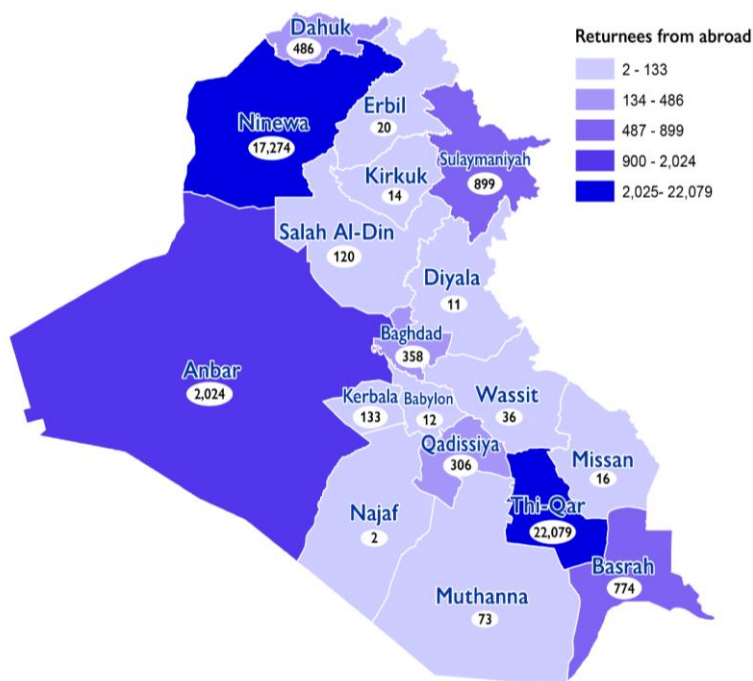 Dahuk
486
Returnees from abroad
2 - 133
134 - 486
487 - 899
900 - 2,024
2,025- 22,079
Ninewa
17,274
Erbil
20
Sulaymaniyah
899
Kirkuk
14
Salah Al-Din
120
Diyala
11
Baghdad
358
Anbar
2,024
Kerbala
133
Babylon
12
Wassit
36
Qadissiya
306
Missan
16
Thi-Qar
22,079
Najaf
2
Basrah
774
Muthanna
73